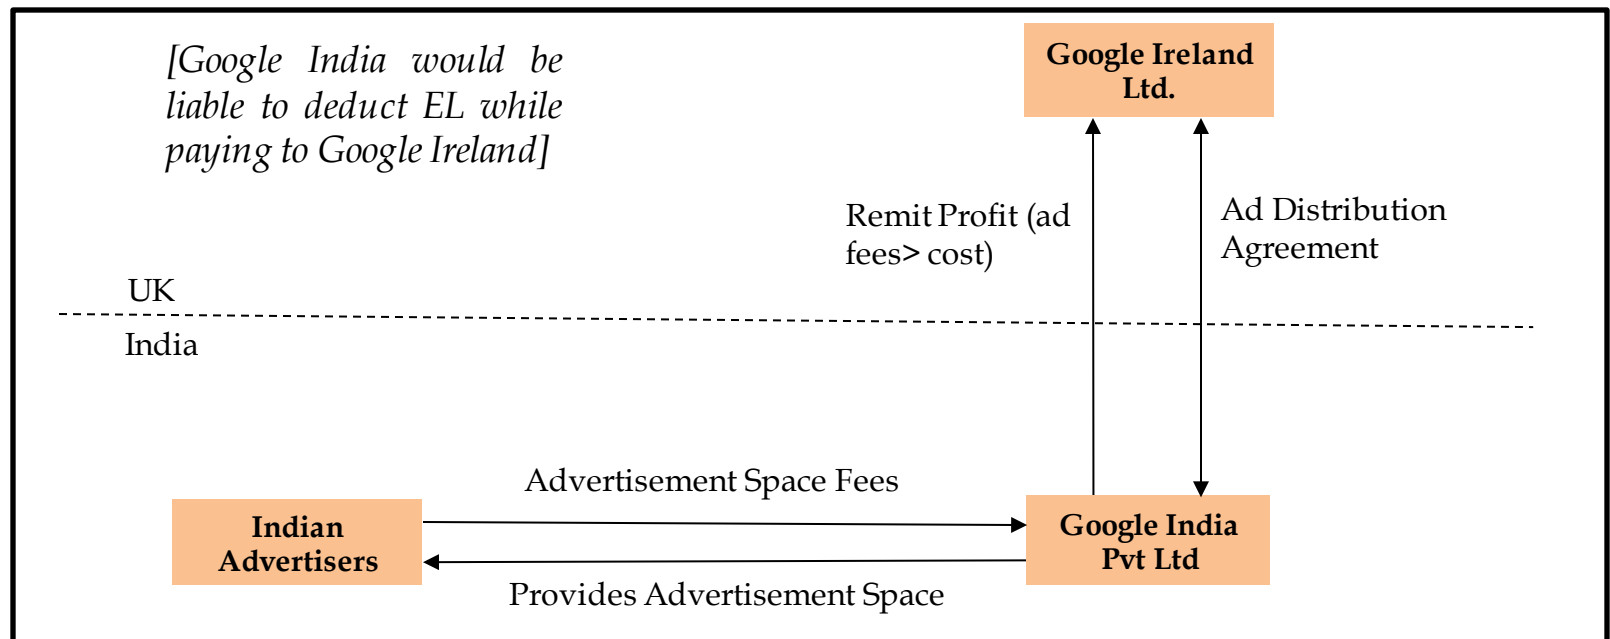 [Google India would be
liable to deduct EL while
paying to Google Ireland]
Google Ireland
Ltd.
Remit Profit (ad
fees> cost)
Ad Distribution
Agreement
UK
India
Advertisement Space Fees
Indian
Advertisers
Google India
Pvt Ltd
Provides Advertisement Space